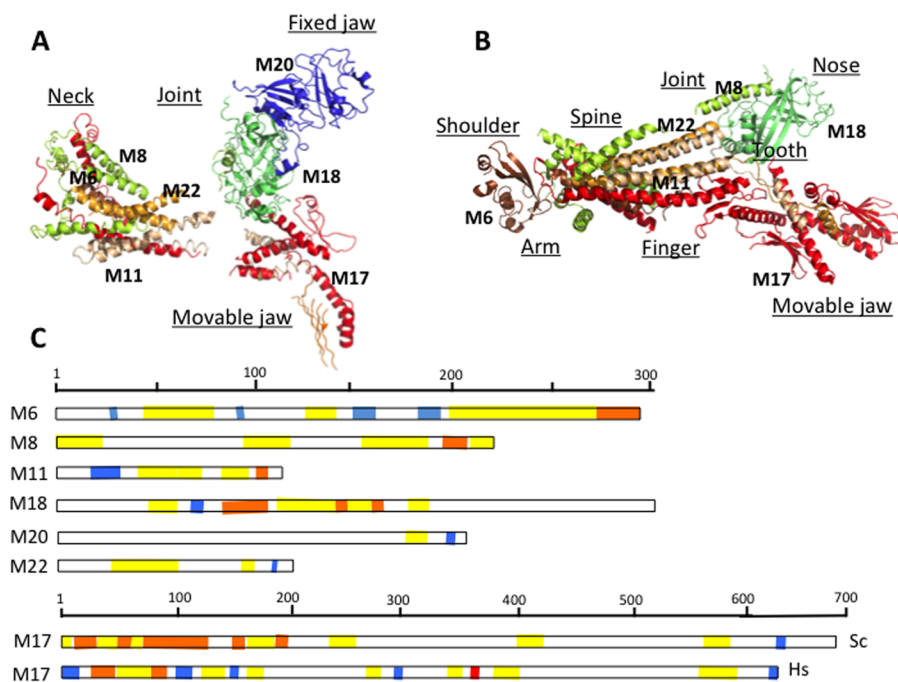 A
Fixed jaw
M20
Neck
Joint
M8
M6
M22
M18
M11
M17
Movable jaw
B
Joint
Nose
M8
Spine
Shoulder
M22
M18
Tooth
M11
M6
Arm
Finger
M17
Movable jaw
C
1 100 200 300
M6
M8
M11
M18
M20
M22
1 100 200 300 400 500 600 700
M17 Sc
M17 Hs